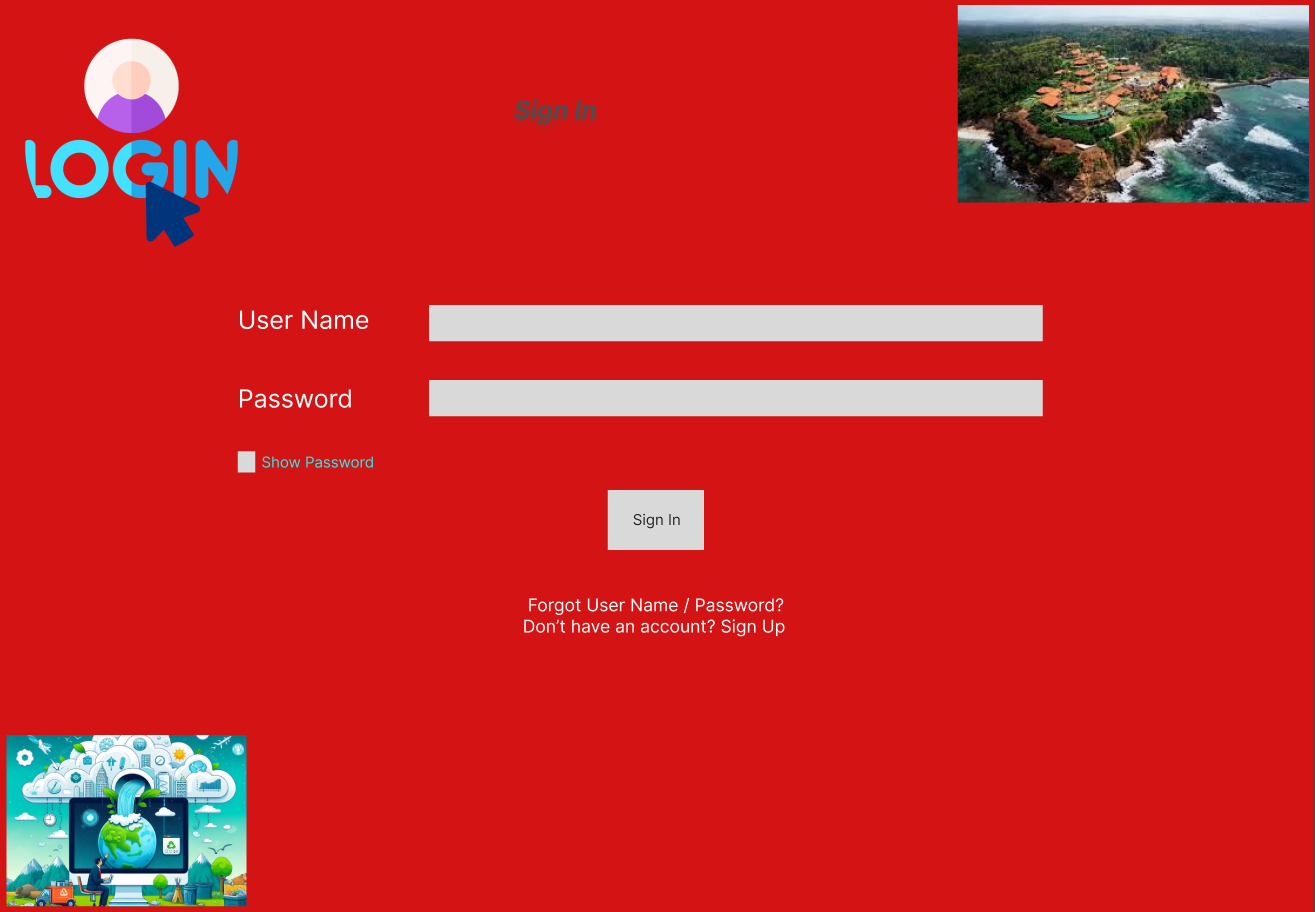 LOGIN
Sign In
User Name
Password
Show Password
Sign In
Forgot User Name / Password?
Don’t have an account? Sign Up